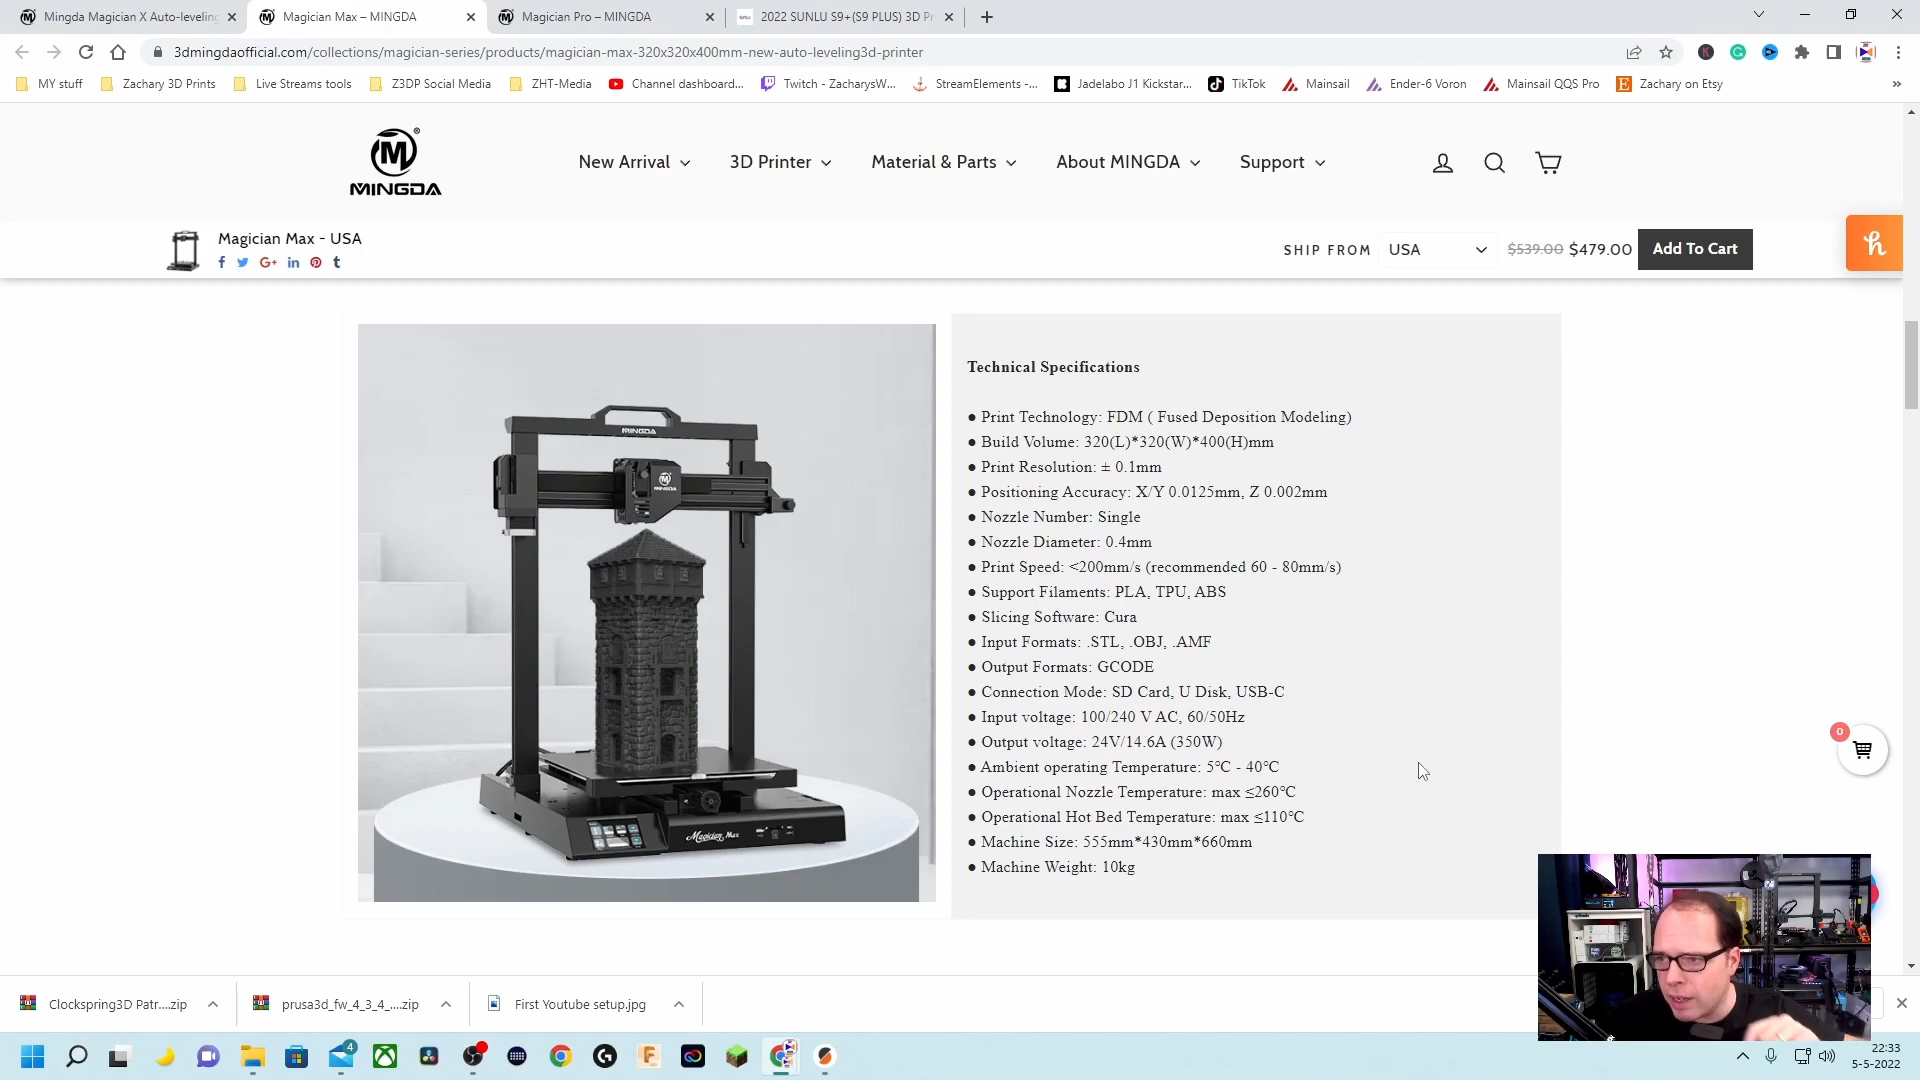 Mingda Magician X Auto-leveling
Magician Max – MINGDA
Magician Pro – MINGDA
2022 SUNLU S9+(S9 PLUS) 3D Pr
3dmingdaofficial.com/collections/magician-series/products/magician-max-320x320x400mm-new-auto-leveling3d-printer
MY stuff
Zachary 3D Prints
Live Streams tools
Z3DP Social Media
ZHT-Media
Channel dashboard...
Twitch - ZacharysW...
StreamElements -...
Jadelabo J1 Kickstar...
TikTok
Mainsail
Ender-6 Voron
Mainsail QQS Pro
Zachary on Etsy
MINGDA
New Arrival
3D Printer
Material & Parts
About MINGDA
Support
Magician Max - USA
SHIP FROM
USA
$539.00 $479.00
Add To Cart
MINGDA
MINGDA
Magician Max
Technical Specifications
● Print Technology: FDM ( Fused Deposition Modeling)
● Build Volume: 320(L)*320(W)*400(H)mm
● Print Resolution: ± 0.1mm
● Positioning Accuracy: X/Y 0.0125mm, Z 0.002mm
● Nozzle Number: Single
● Nozzle Diameter: 0.4mm
● Print Speed: <200mm/s (recommended 60 - 80mm/s)
● Support Filaments: PLA, TPU, ABS
● Slicing Software: Cura
● Input Formats: .STL, .OBJ, .AMF
● Output Formats: GCODE
● Connection Mode: SD Card, U Disk, USB-C
● Input voltage: 100/240 V AC, 60/50Hz
● Output voltage: 24V/14.6A (350W)
● Ambient operating Temperature: 5℃ - 40℃
● Operational Nozzle Temperature: max ≤260℃
● Operational Hot Bed Temperature: max ≤110℃
● Machine Size: 555mm*430mm*660mm
● Machine Weight: 10kg
0
Clockspring3D Patr....zip
prusa3d_fw_4_3_4_....zip
First Youtube setup.jpg
4
22:33
5-5-2022